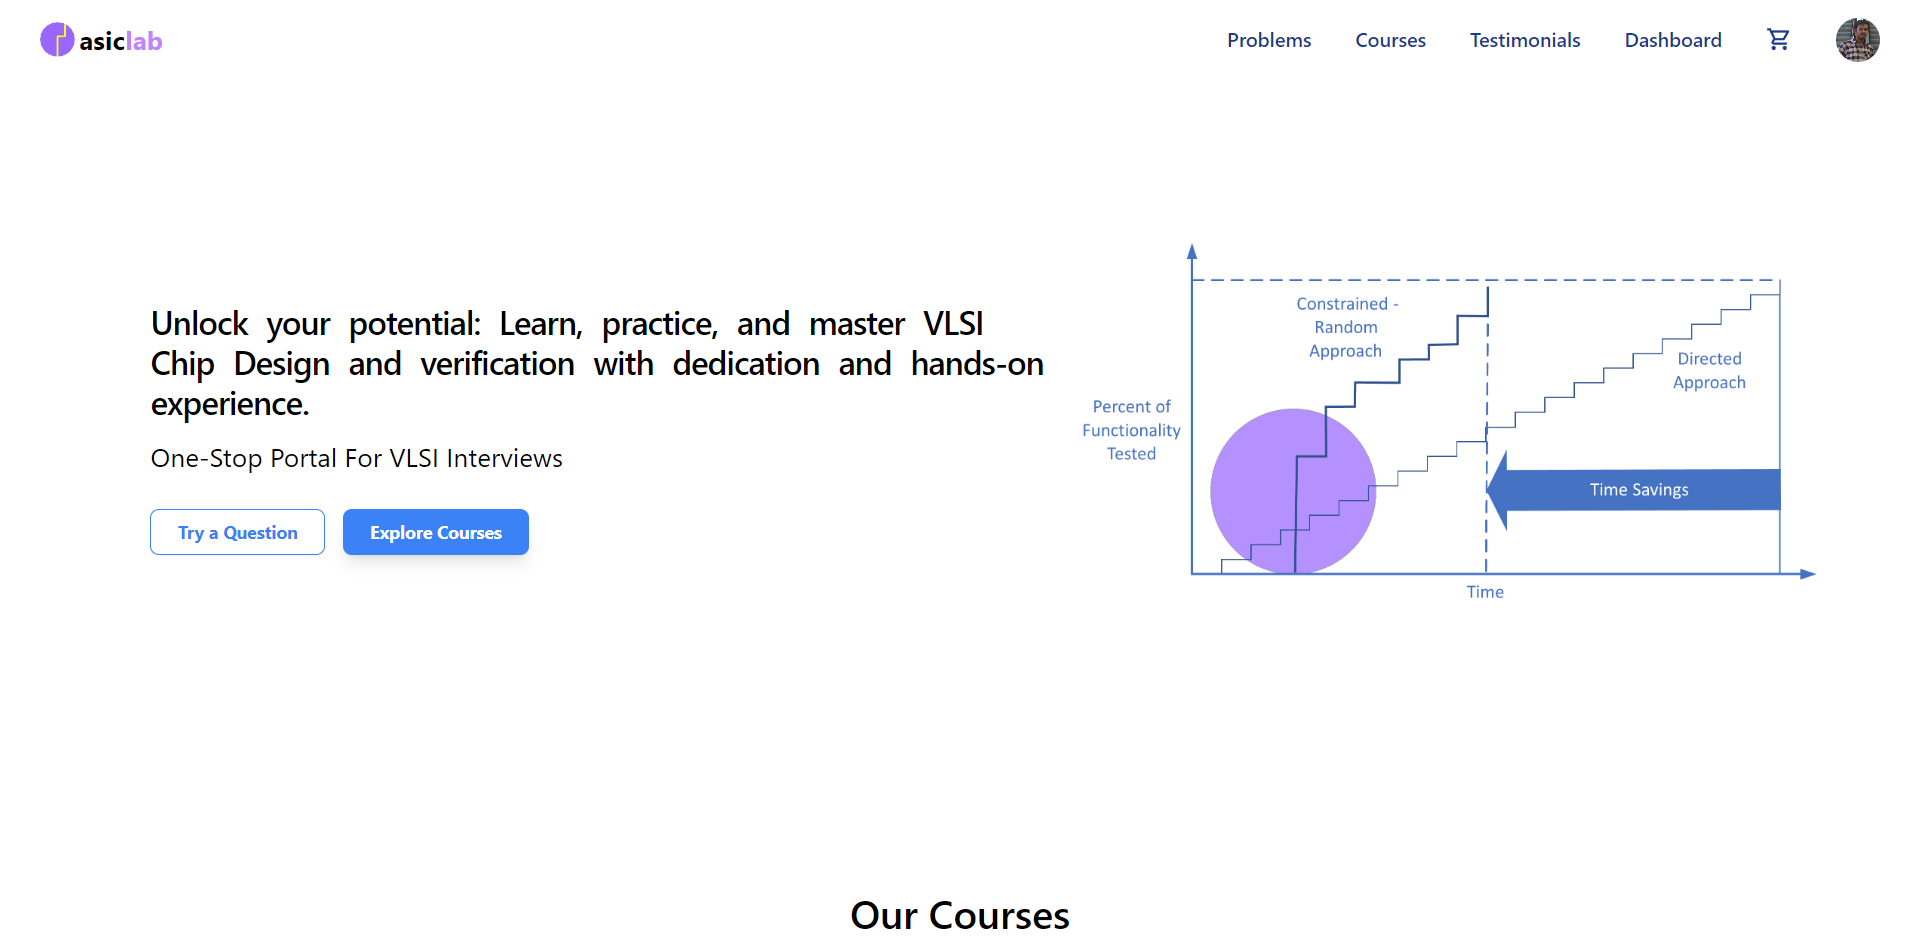 asiclab
Problems
Courses
Testimonials
Dashboard
Unlock your potential: Learn, practice, and master VLSI
Chip Design and verification with dedication and hands-on
experience.
One-Stop Portal For VLSI Interviews
Try a Question
Explore Courses
Constrained -
Random
Approach
Directed
Approach
Percent of
Functionality
Tested
Time Savings
Time
Our Courses